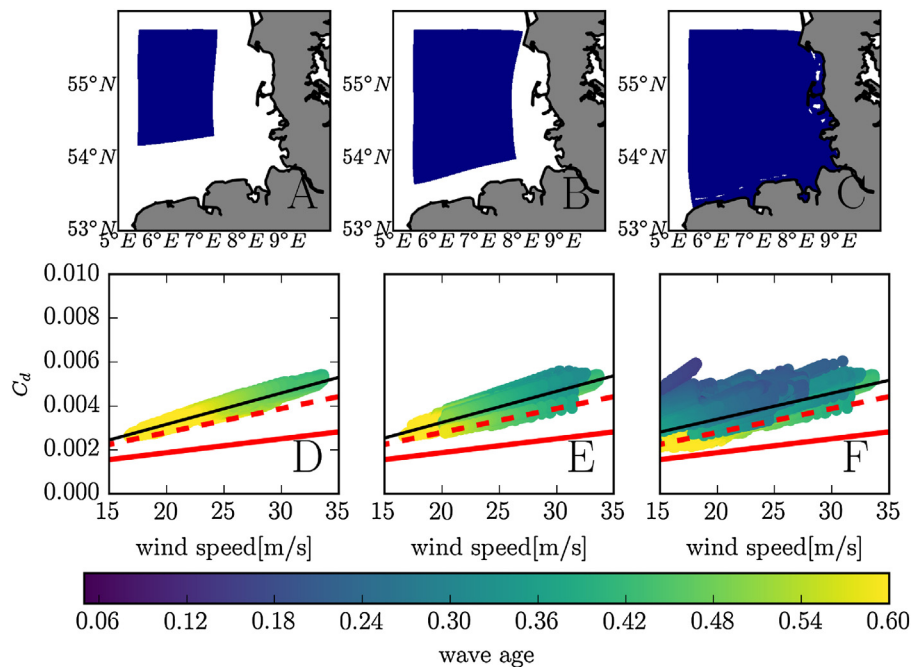 55° N
54° N
53° N
5° E 6° E 7° E 8° E 9° E
A
55° N
54° N
53° N
5° E 6° E 7° E 8° E 9° E
B
55° N
54° N
53° N
5° E 6° E 7° E 8° E 9° E
C
0.010
0.008
0.006
0.004
0.002
0.000
C_d
D
15 20 25 30 35
wind speed[m/s]
E
15 20 25 30 35
wind speed[m/s]
F
15 20 25 30 35
wind speed[m/s]
0.06 0.12 0.18 0.24 0.30 0.36 0.42 0.48 0.54 0.60
wave age